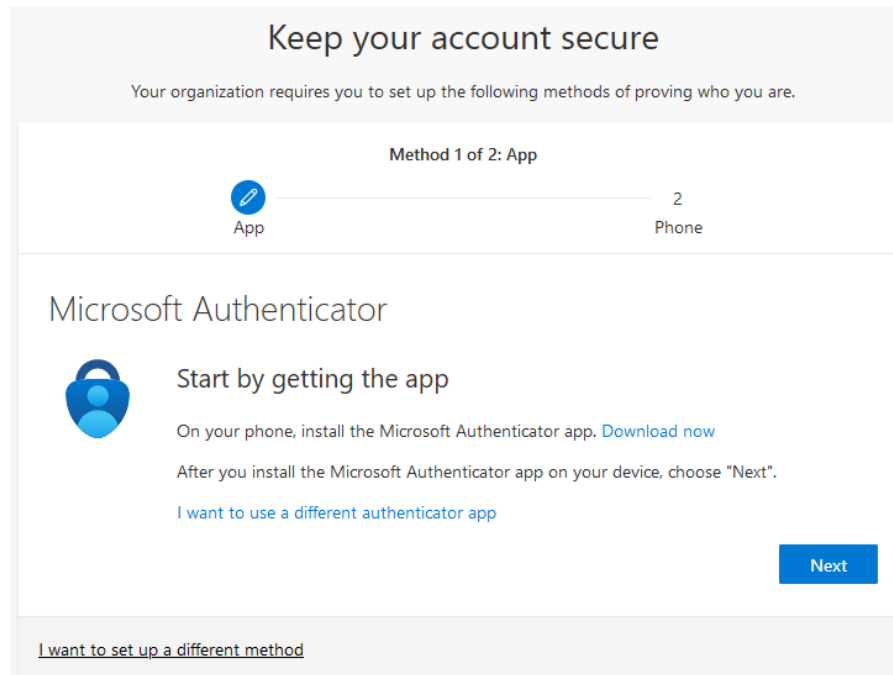 Keep your account secure
Your organization requires you to set up the following methods of proving who you are.
Method 1 of 2: App
2
App
Phone
Microsoft Authenticator
Start by getting the app
On your phone, install the Microsoft Authenticator app. Download now
After you install the Microsoft Authenticator app on your device, choose "Next".
I want to use a different authenticator app
Next
I want to set up a different method